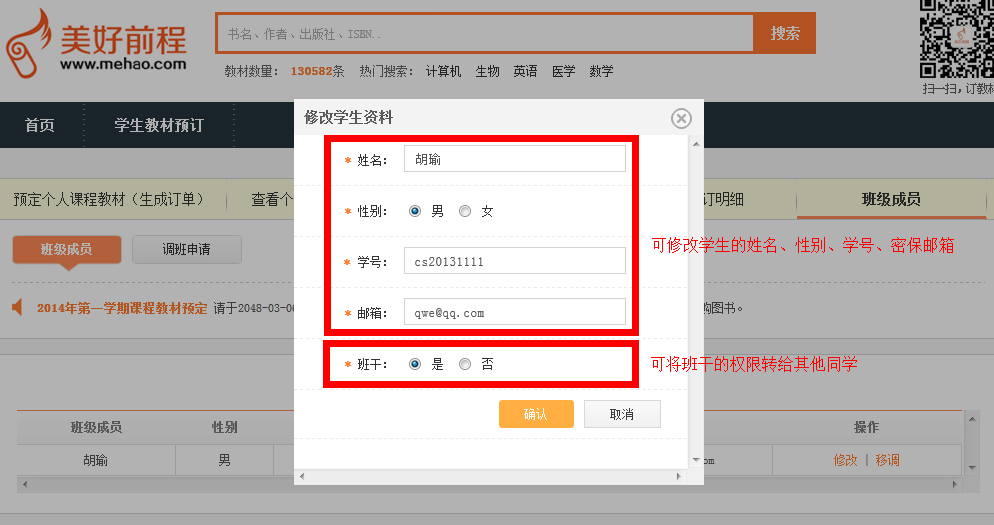 美好前程
www.mehao.com
书名、作者、出版社、ISBN..
搜索
教材数量： 130582条 热门搜索： 计算机 生物 英语 医学 数学
扫一扫，订教材
首页 学生教材预订
修改学生资料
* 姓名： 胡瑜
预定个人课程教材（生成订单） 查看个
订明细 班级成员
* 性别： 男 女
班级成员 调班申请
可修改学生的姓名、性别、学号、密保邮箱
* 学号： cs20131111
2014年第一学期课程教材预定 请于2048-03-0
购图书。
* 邮箱： qwe@qq.com
* 班干： 是 否
可将班干的权限转给其他同学
确认 取消
班级成员 性别 操作
胡瑜 男 om 修改 | 移调